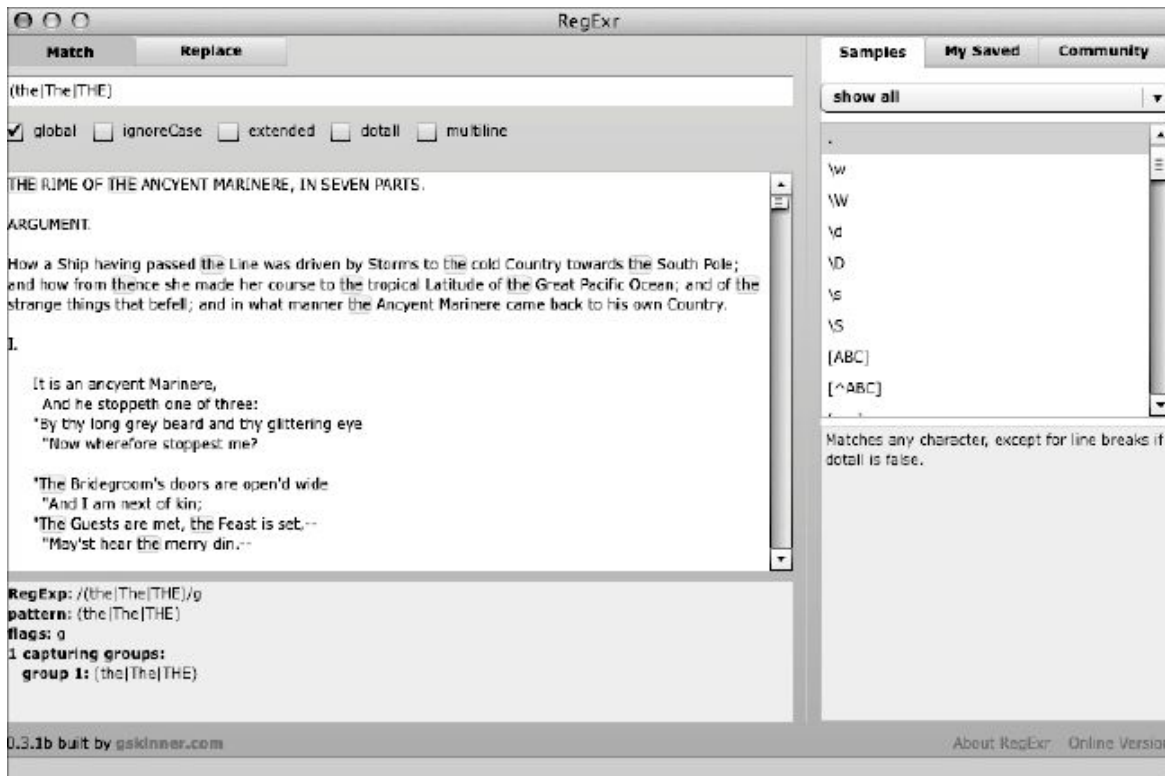 RegExr
Match Replace
Samples My Saved Community
(the|The|THE)
show all
global ignoreCase extended dotall multiline
.
\w
\W
\d
\D
\s
\S
[ABC]
[^ABC]
THE RIME OF THE ANCYENT MARINERE, IN SEVEN PARTS.
ARGUMENT.
How a Ship having passed the Line was driven by Storms to the cold Country towards the South Pole;
and how from thence she made her course to the tropical Latitude of the Great Pacific Ocean; and of the
strange things that befell; and in what manner the Ancyent Marinere came back to his own Country.
I.
It is an ancyent Marinere,
And he stoppeth one of three:
"By thy long grey beard and thy glittering eye
"Now wherefore stoppest me?
"The Bridegroom's doors are open'd wide
"And I am next of kin;
"The Guests are met, the Feast is set,--
"May'st hear the merry din.--
Matches any character, except for line breaks if
dotall is false.
RegExp: /(the|The|THE)/g
pattern: (the|The|THE)
flags: g
1 capturing groups:
group 1: (the|The|THE)
0.3.1b built by gskinner.com
About RegExr Online Version